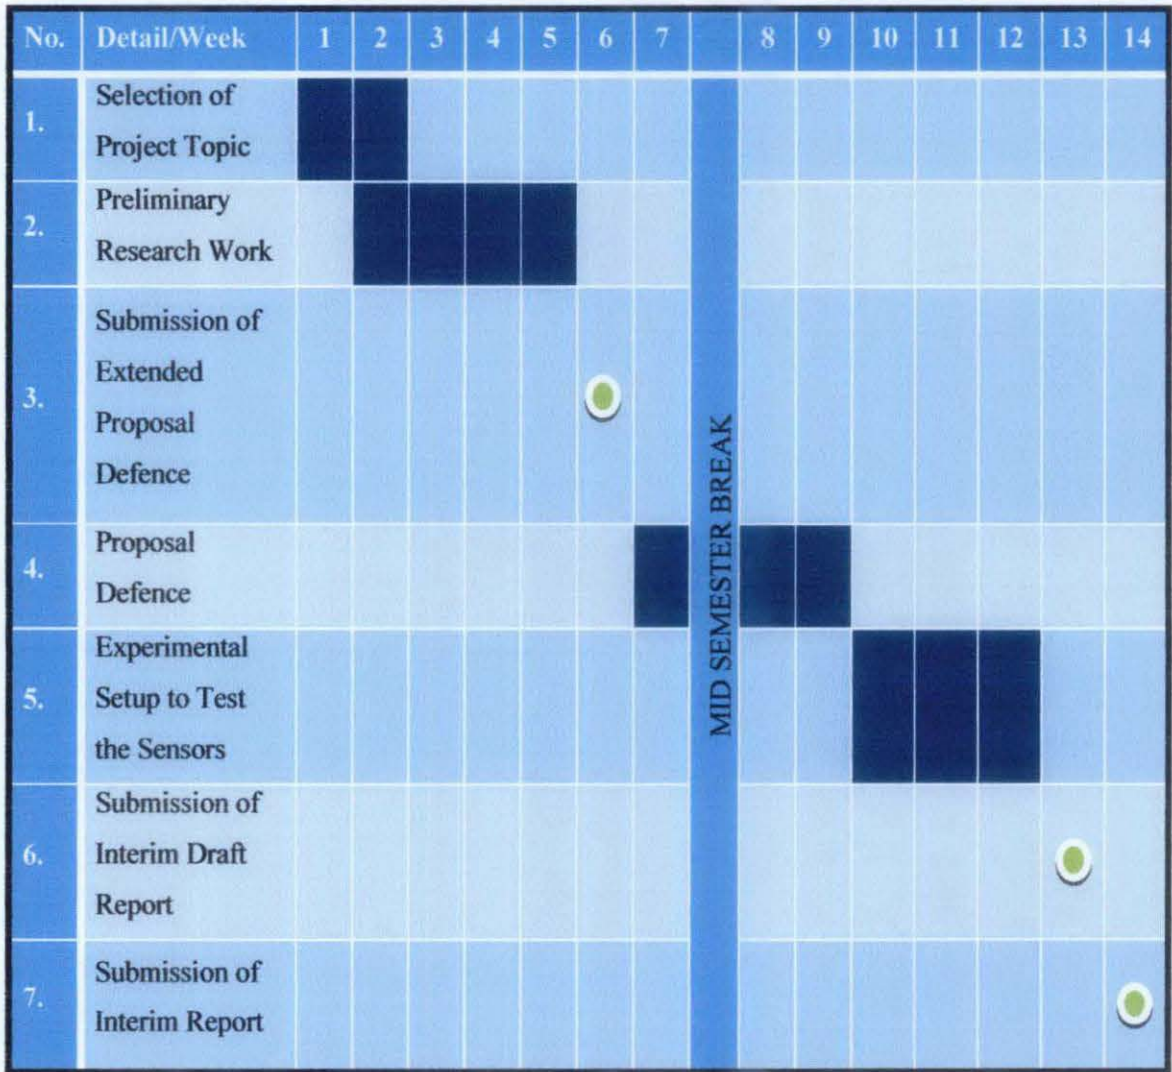 No. Detail/Week 1 2 3 4 5 6 7 8 9 10 11 12 13 14
1. Selection of
Project Topic
2. Preliminary
Research Work
3. Submission of
Extended
Proposal
Defence
MID SEMESTER BREAK
4. Proposal
Defence
5. Experimental
Setup to Test
the Sensors
6. Submission of
Interim Draft
Report
7. Submission of
Interim Report